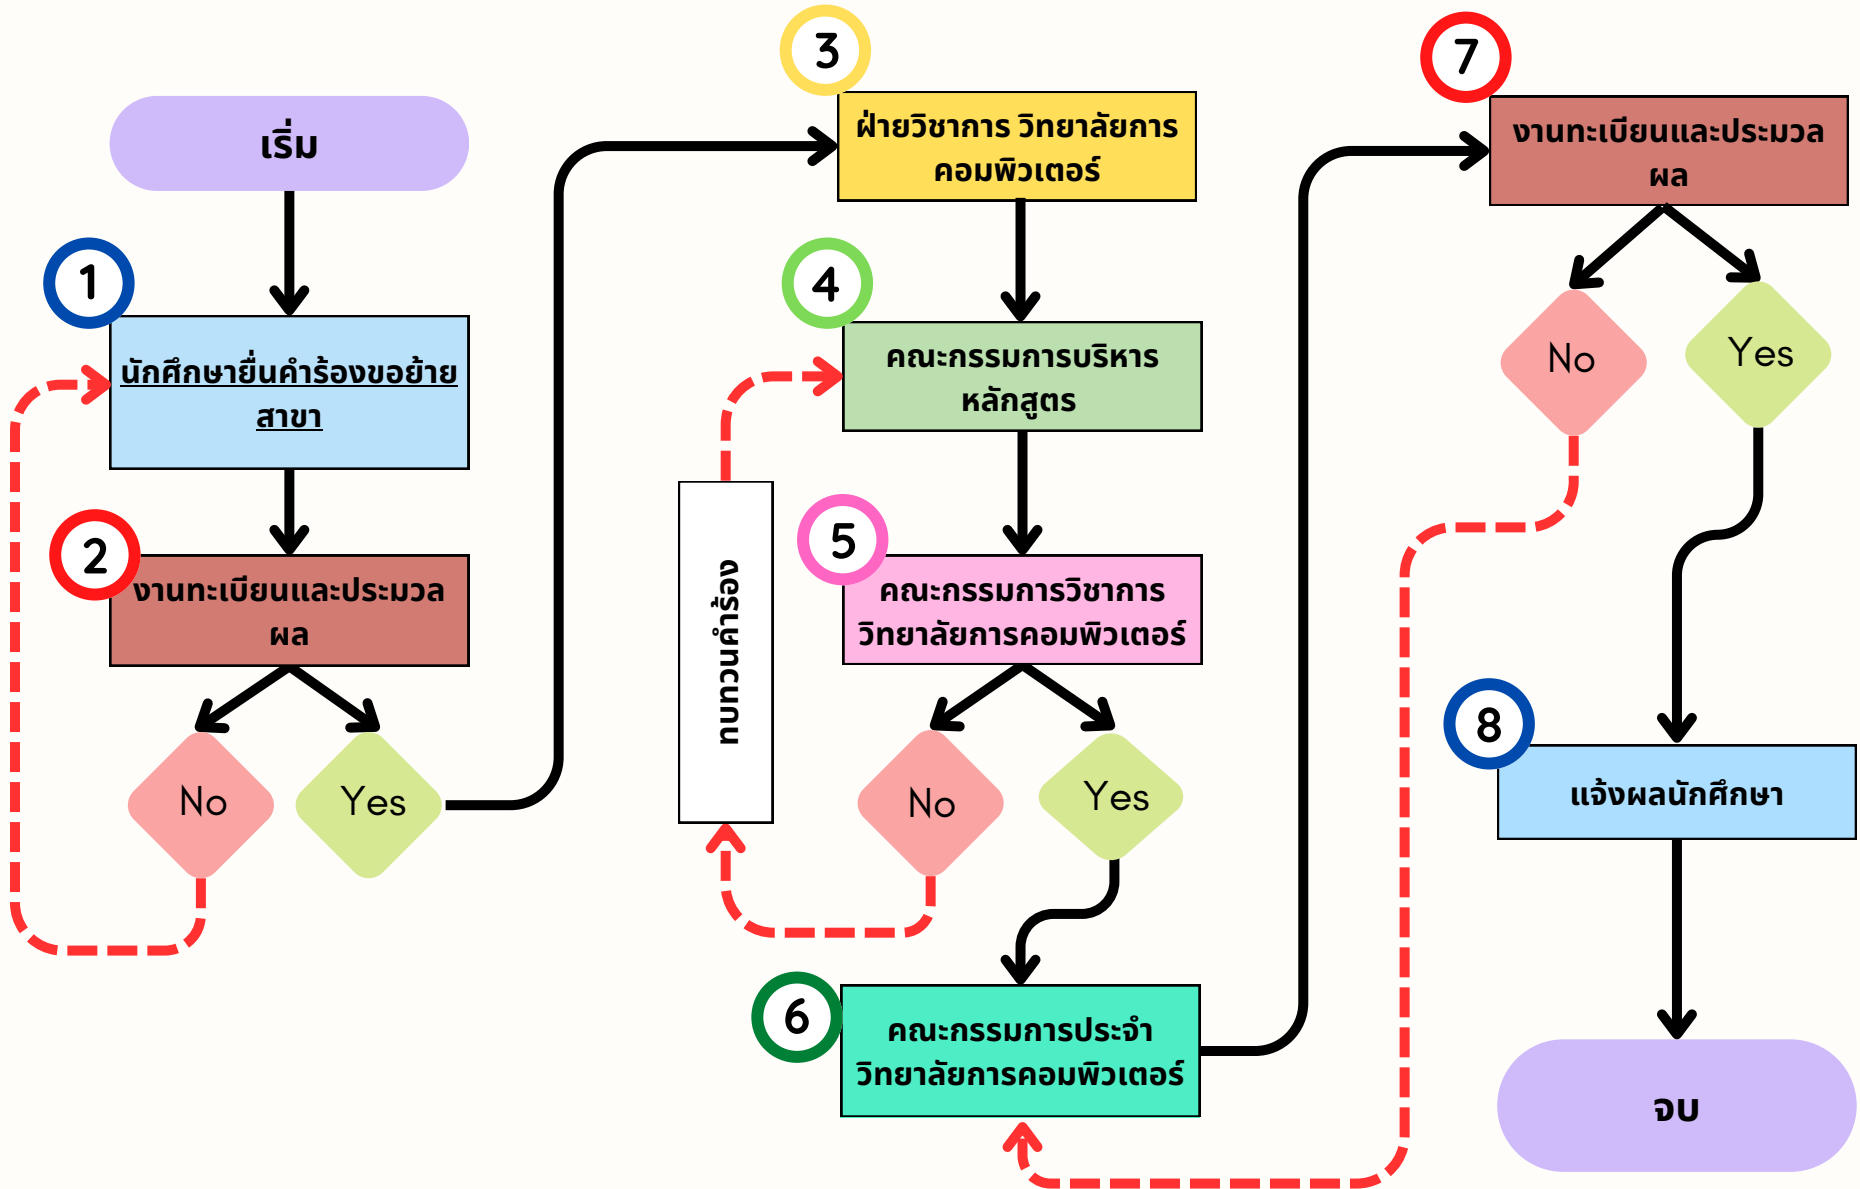 เริ่ม
1
นักศึกษายื่นคำร้องขอย้าย
สาขา
2
งานทะเบียนและประมวล
ผล
No
Yes
3
ฝ่ายวิชาการ วิทยาลัยการ
คอมพิวเตอร์
4
คณะกรรมการบริหาร
หลักสูตร
ทบทวนคำร้อง
5
คณะกรรมการวิชาการ
วิทยาลัยการคอมพิวเตอร์
No
Yes
6
คณะกรรมการประจำ
วิทยาลัยการคอมพิวเตอร์
7
งานทะเบียนและประมวล
ผล
No
Yes
8
แจ้งผลนักศึกษา
จบ